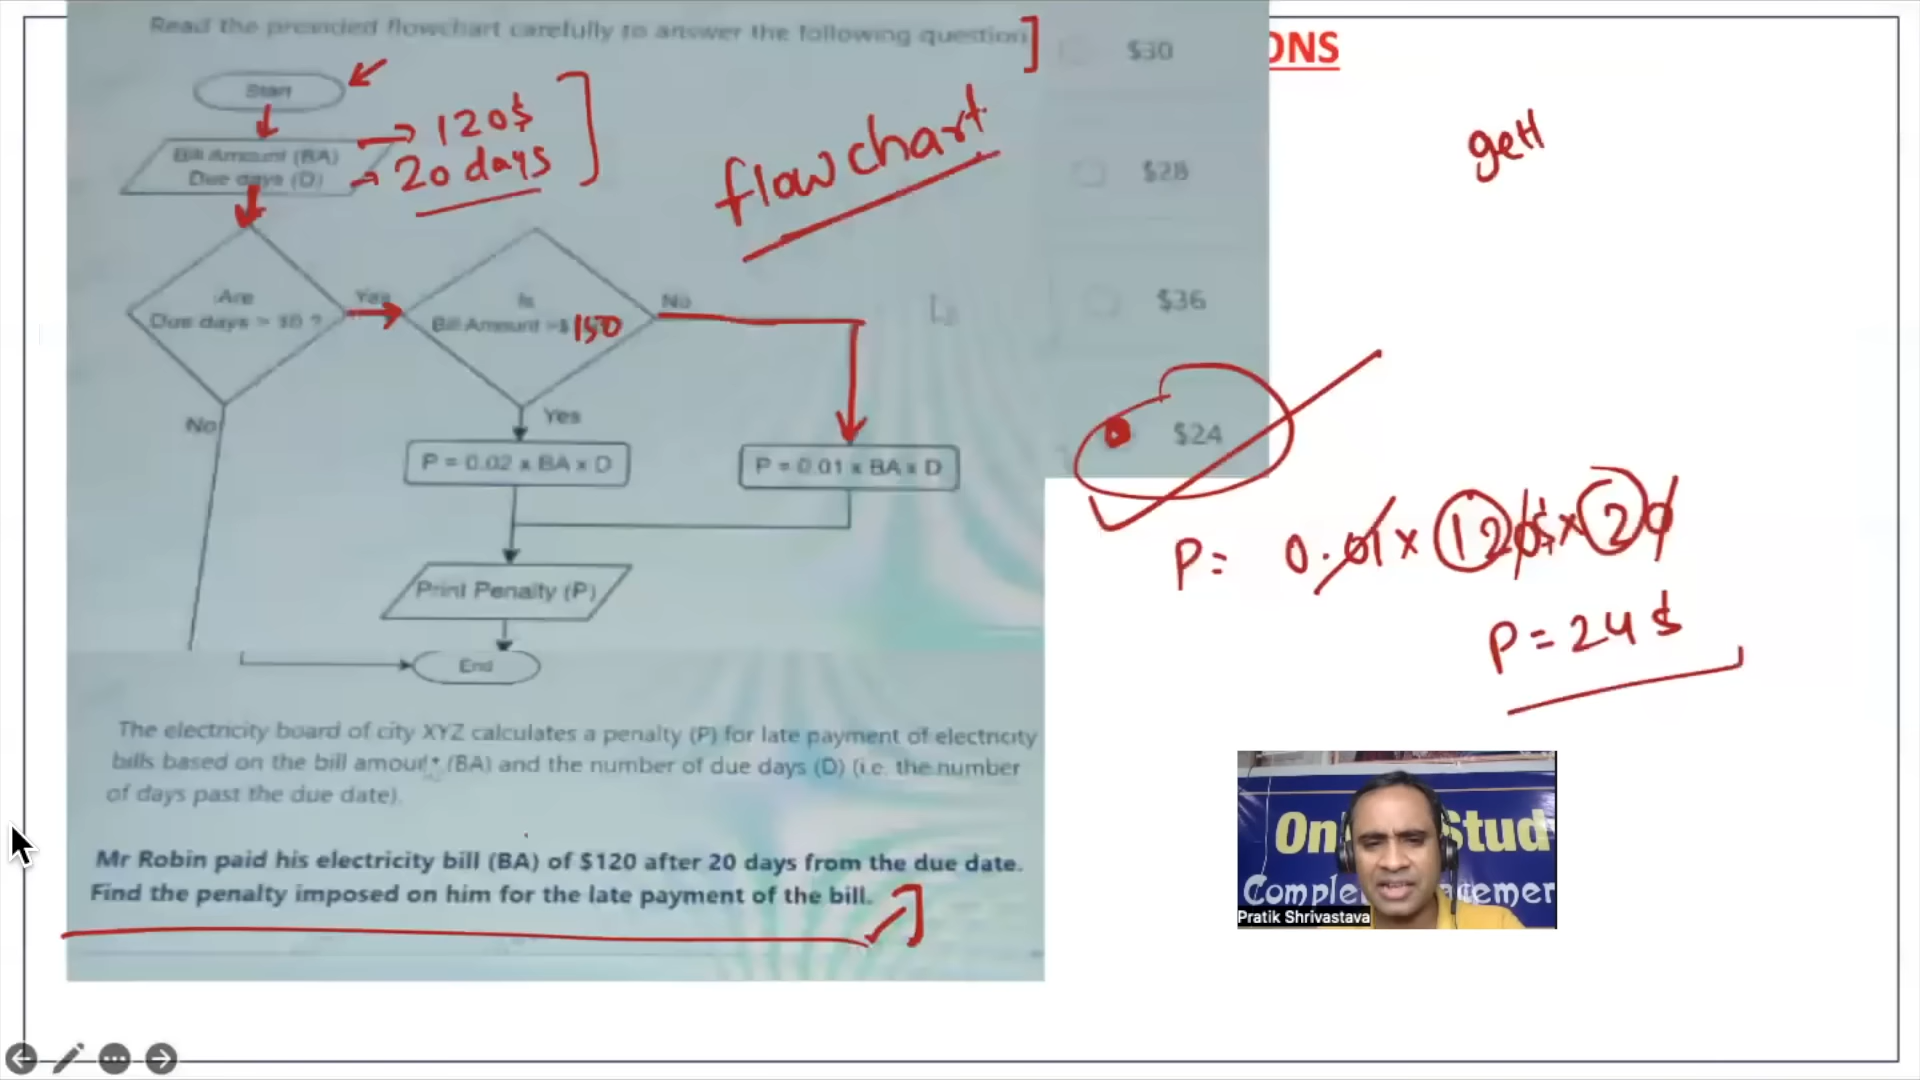 Read the provided flowchart carefully to answer the following question
ONS
Start
Bill Amount (BA)
Due days (D)
120$
20 days
flowchart
Are
Due days > 10 ?
Yes
No
Is
Bill Amount >$150
No
Yes
P = 0.02 x BA x D
P = 0.01 x BA x D
Print Penalty (P)
End
The electricity board of city XYZ calculates a penalty (P) for late payment of electricity
bills based on the bill amount (BA) and the number of due days (D) (i.e. the number
of days past the due date).
Mr Robin paid his electricity bill (BA) of $120 after 20 days from the due date.
Find the penalty imposed on him for the late payment of the bill.
$30
$28
$36
$24
P = 0.01 x 120$ x 20
P = 24$
Stud
Comple
Pratik Shrivastava